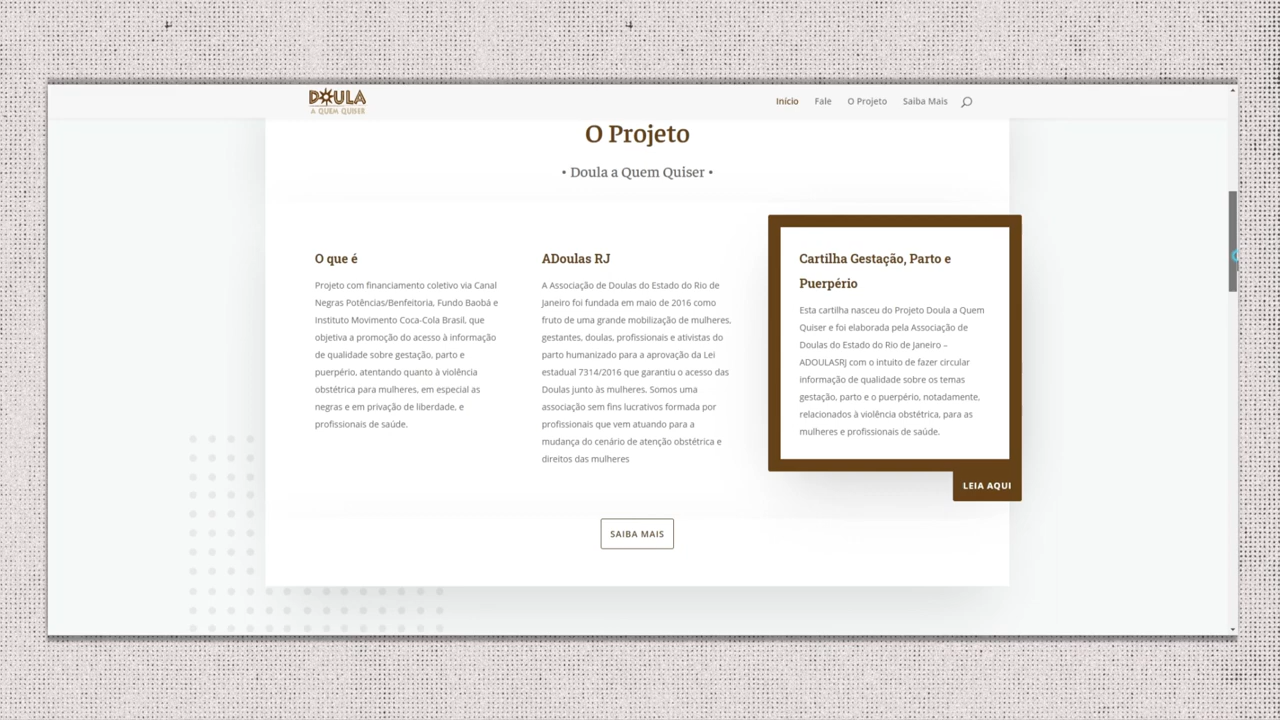 DOULA
A QUEM QUISER
Início
Fale
O Projeto
Saiba Mais
O Projeto
• Doula a Quem Quiser •
O que é
Projeto com financiamento coletivo via Canal
Negras Potências/Benfeitoria, Fundo Baobá e
Instituto Movimento Coca-Cola Brasil, que
objetiva a promoção do acesso à informação
de qualidade sobre gestação, parto e
puerpério, atentando quanto à violência
obstétrica para mulheres, em especial as
negras e em privação de liberdade, e
profissionais de saúde.
ADoulas RJ
A Associação de Doulas do Estado do Rio de
Janeiro foi fundada em maio de 2016 como
fruto de uma grande mobilização de mulheres,
gestantes, doulas, profissionais e ativistas do
parto humanizado para a aprovação da Lei
estadual 7314/2016 que garantiu o acesso das
Doulas junto às mulheres. Somos uma
associação sem fins lucrativos formada por
profissionais que vem atuando para a
mudança do cenário de atenção obstétrica e
direitos das mulheres
Cartilha Gestação, Parto e
Puerpério
Esta cartilha nasceu do Projeto Doula a Quem
Quiser e foi elaborada pela Associação de
Doulas do Estado do Rio de Janeiro –
ADOULASRJ com o intuito de fazer circular
informação de qualidade sobre os temas
gestação, parto e o puerpério, notadamente,
relacionados à violência obstétrica, para as
mulheres e profissionais de saúde.
LEIA AQUI
SAIBA MAIS